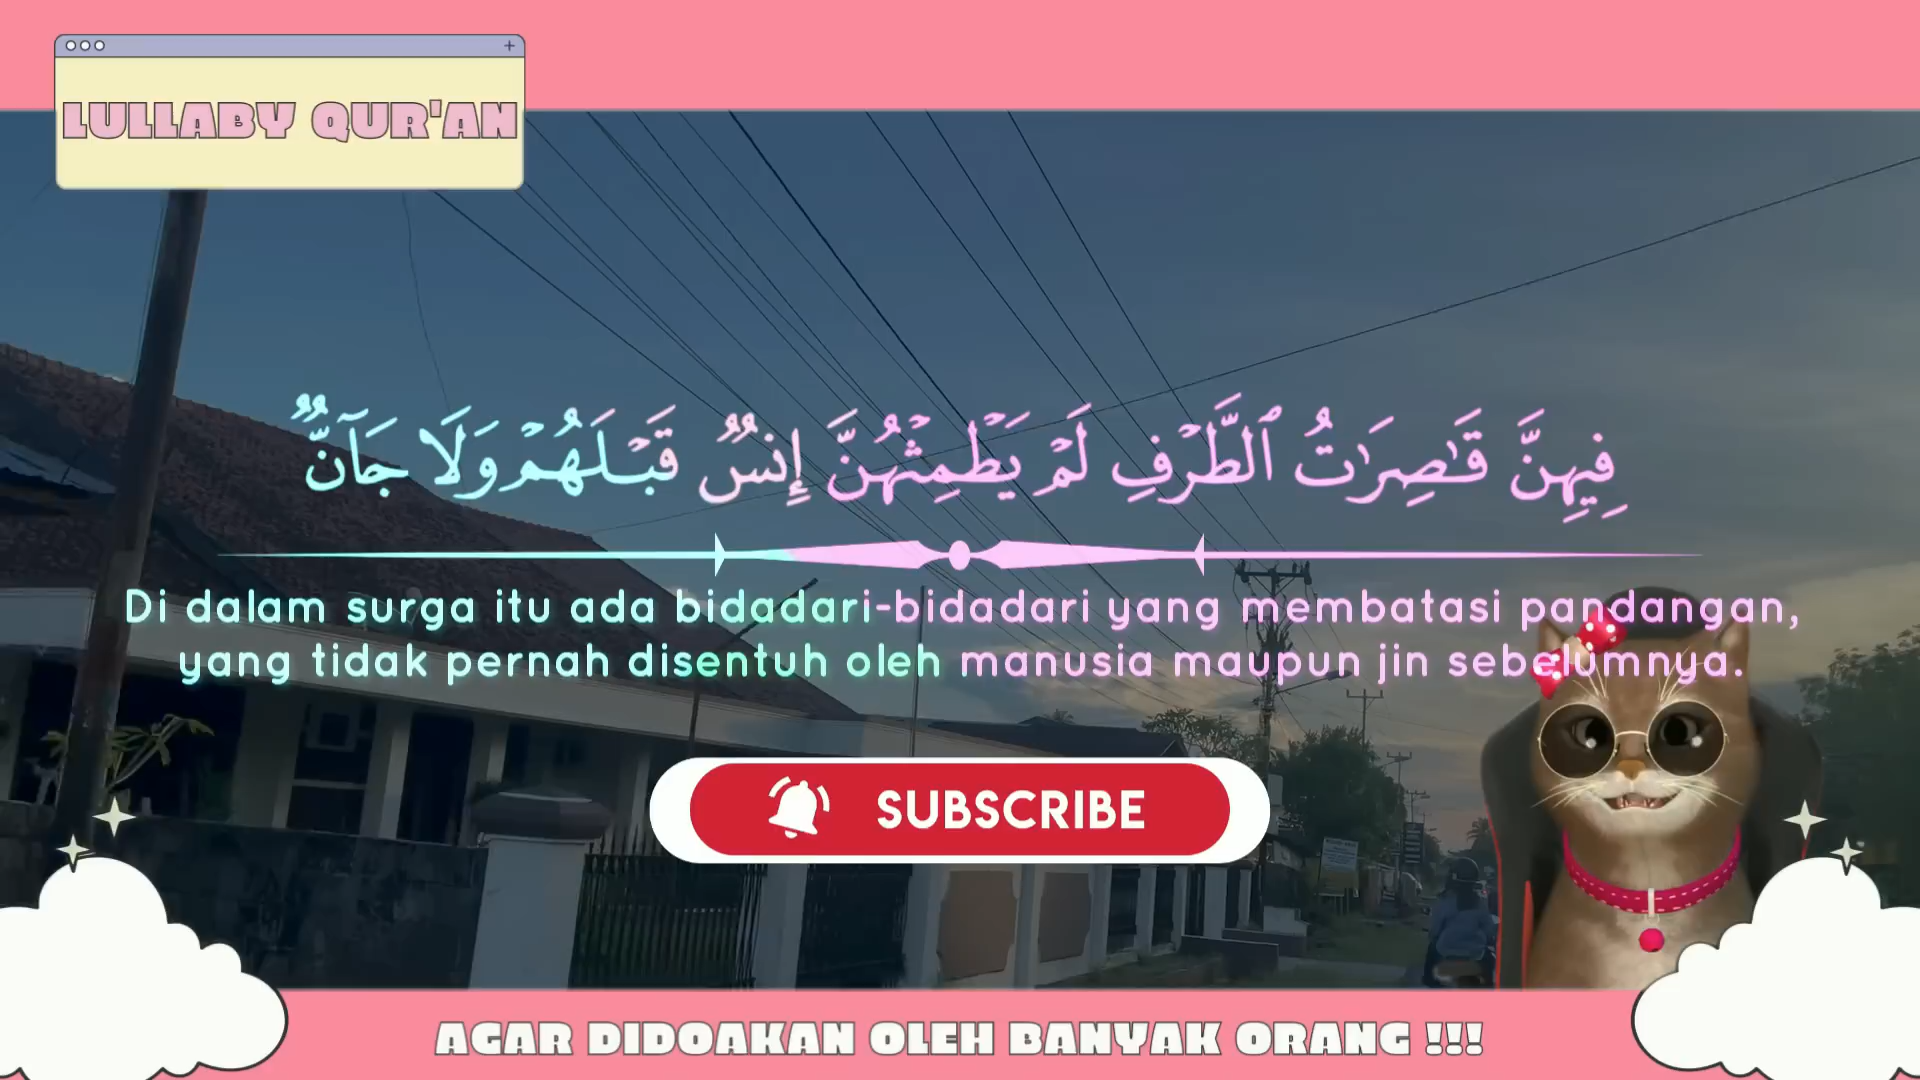 LULLABY QUR'AN
فِيهِنَّ قَٰصِرَٰتُ ٱلطَّرْفِ لَمْ يَطْمِثْهُنَّ إِنسٌ قَبْلَهُمْ وَلَا جَآنٌّ
Di dalam surga itu ada bidadari-bidadari yang membatasi pandangan,
yang tidak pernah disentuh oleh manusia maupun jin sebelumnya.
SUBSCRIBE
AGAR DIDOAKAN OLEH BANYAK ORANG !!!